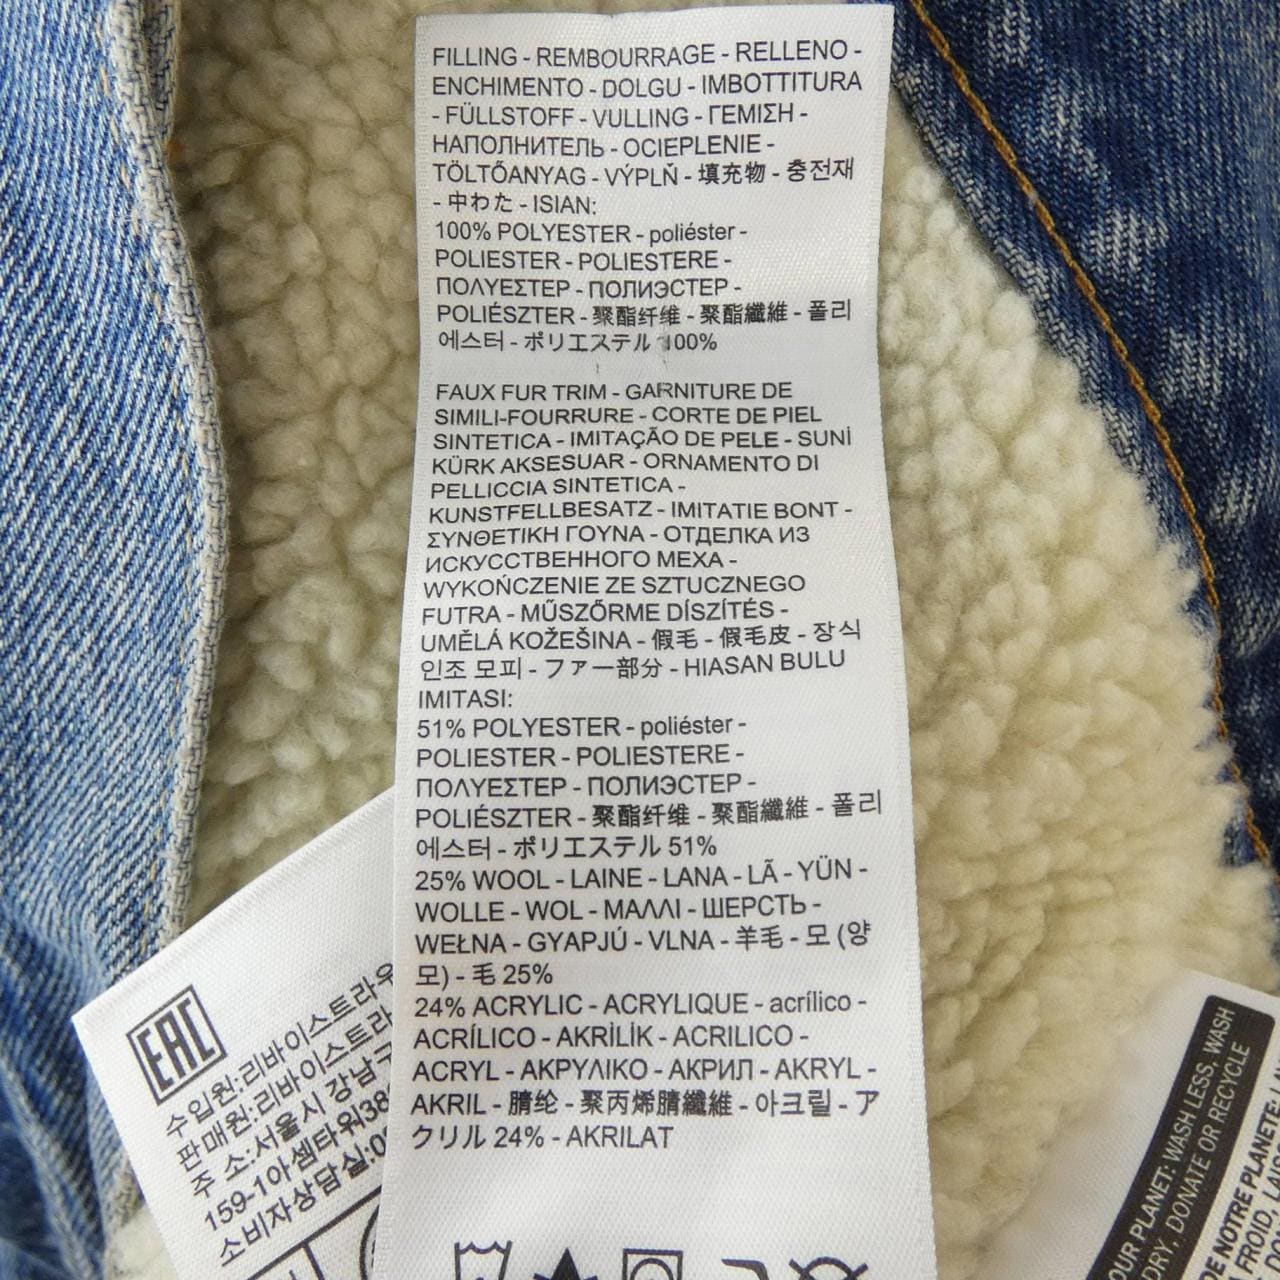 FILLING - REMBOURRAGE - RELLENO -
ENCHIMENTO - DOLGU - IMBOTTITURA
- FÜLLSTOFF - VULLING - ΓΕΜΙΣΗ -
НАПОЛНИТЕЛЬ - OCIEPLENIE -
TÖLTŐANYAG - VÝPLŇ - 填充物 - 충전재
- 中わた - ISIAN:
100% POLYESTER - poliéster -
POLIESTER - POLIESTERE -
ΠΟΛΥΕΣΤΕΡ - ПОЛИЭСТЕР -
POLIÉSZTER - 聚酯纤维 - 聚酯纖維 - 폴리
에스터 - ポリエステル 100%
FAUX FUR TRIM - GARNITURE DE
SIMILI-FOURRURE - CORTE DE PIEL
SINTETICA - IMITAÇÃO DE PELE - SUNİ
KÜRK AKSESUAR - ORNAMENTO DI
PELLICCIA SINTETICA -
KUNSTFELLBESATZ - IMITATIE BONT -
ΣΥΝΘΕΤΙΚΗ ΓΟΥΝΑ - ОТДЕЛКА ИЗ
ИСКУССТВЕННОГО МЕХА -
WYKOŃCZENIE ZE SZTUCZNEGO
FUTRA - MŰSZŐRME DÍSZÍTÉS -
UMĚLÁ KOŽEŠINA - 假毛 - 假毛皮 - 장식
인조 모피 - ファー部分 - HIASAN BULU
IMITASI:
51% POLYESTER - poliéster -
POLIESTER - POLIESTERE -
ΠΟΛΥΕΣΤΕΡ - ПОЛИЭСТЕР -
POLIÉSZTER - 聚酯纤维 - 聚酯纖維 - 폴리
에스터 - ポリエステル 51%
25% WOOL - LAINE - LANA - LÃ - YÜN -
WOLLE - WOL - ΜΑΛΛΙ - ШЕРСТЬ -
WEŁNA - GYAPJÚ - VLNA - 羊毛 - 모 (양
모) - 毛 25%
24% ACRYLIC - ACRYLIQUE - acrílico -
ACRÍLICO - AKRİLİK - ACRILICO -
ACRYL - ΑΚΡΥΛΙΚΟ - АКРИЛ - AKRYL -
AKRIL - 腈纶 - 聚丙烯腈纖維 - 아크릴 - ア
クリル 24% - AKRILAT
EAC
수입원:리바이스트라우
판매원:리바이스트라
주 소:서울시 강남구
159-1아셈타워38
소비자상담실:0
OUR PLANET: WASH LESS, WASH
DRY, DONATE OR RECYCLE
DE NOTRE PLANETE:
FROID,